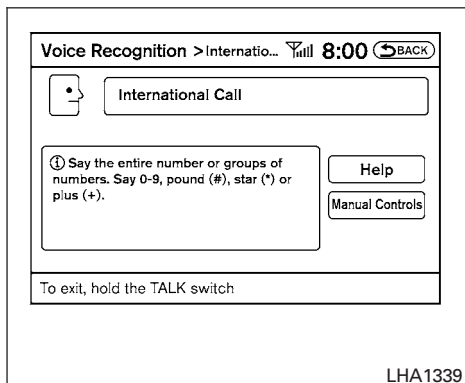 Voice Recognition > Internatio... 8:00 BACK
International Call
ⓘ Say the entire number or groups of
numbers. Say 0-9, pound (#), star (*) or
plus (+).
Help
Manual Controls
To exit, hold the TALK switch
LHA1339